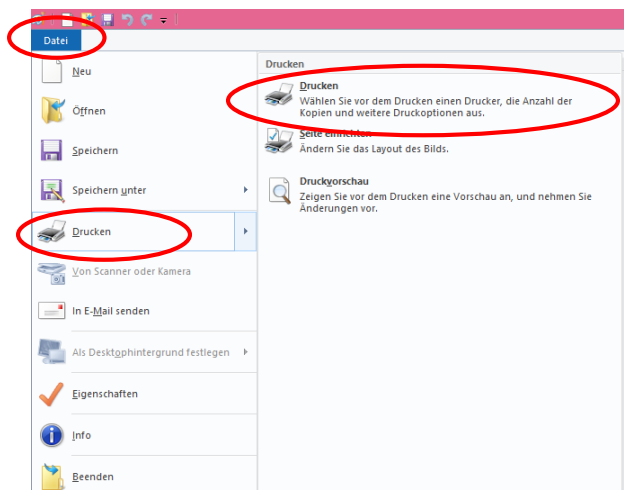 Datei
Neu
Öffnen
Speichern
Speichern unter
Drucken
Von Scanner oder Kamera
In E-Mail senden
Als Desktophintergrund festlegen
Eigenschaften
Info
Beenden
Drucken
Drucken
Wählen Sie vor dem Drucken einen Drucker, die Anzahl der
Kopien und weitere Druckoptionen aus.
Seite einrichten
Ändern Sie das Layout des Bilds.
Druckvorschau
Zeigen Sie vor dem Drucken eine Vorschau an, und nehmen Sie
Änderungen vor.